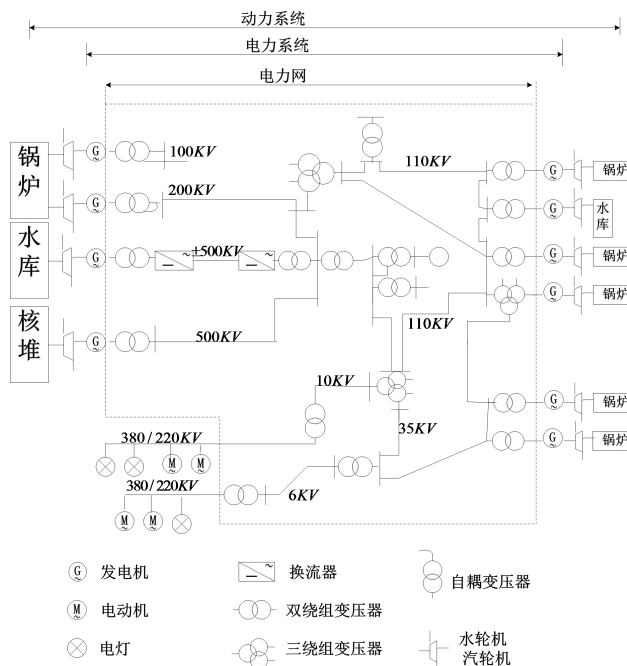 动力系统
电力系统
电力网
锅炉
水库
核堆
G
~
G
~
G
~
G
~
100KV
200KV
±500KV
500KV
110KV
110KV
10KV
35KV
6KV
380/220KV
380/220KV
M
~
M
~
M
~
M
~
G
~
锅炉
G
~
水库
G
~
锅炉
G
~
锅炉
G
~
锅炉
G
~
锅炉
G
~
发电机
换流器
自耦变压器
M
~
电动机
双绕组变压器
电灯
三绕组变压器
水轮机
汽轮机